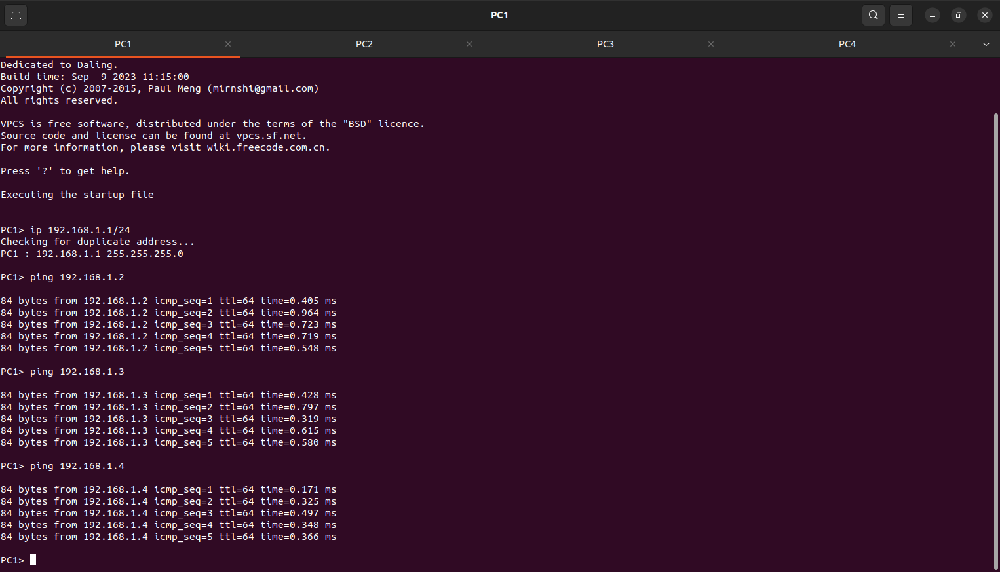 PC1
PC1 PC2 PC3 PC4
Dedicated to Daling.
Build time: Sep  9 2023 11:15:00
Copyright (c) 2007-2015, Paul Meng (mirnshi@gmail.com)
All rights reserved.
VPCS is free software, distributed under the terms of the "BSD" licence.
Source code and license can be found at vpcs.sf.net.
For more information, please visit wiki.freecode.com.cn.
Press '?' to get help.
Executing the startup file
PC1> ip 192.168.1.1/24
Checking for duplicate address...
PC1 : 192.168.1.1 255.255.255.0
PC1> ping 192.168.1.2
84 bytes from 192.168.1.2 icmp_seq=1 ttl=64 time=0.405 ms
84 bytes from 192.168.1.2 icmp_seq=2 ttl=64 time=0.964 ms
84 bytes from 192.168.1.2 icmp_seq=3 ttl=64 time=0.723 ms
84 bytes from 192.168.1.2 icmp_seq=4 ttl=64 time=0.719 ms
84 bytes from 192.168.1.2 icmp_seq=5 ttl=64 time=0.548 ms
PC1> ping 192.168.1.3
84 bytes from 192.168.1.3 icmp_seq=1 ttl=64 time=0.428 ms
84 bytes from 192.168.1.3 icmp_seq=2 ttl=64 time=0.797 ms
84 bytes from 192.168.1.3 icmp_seq=3 ttl=64 time=0.319 ms
84 bytes from 192.168.1.3 icmp_seq=4 ttl=64 time=0.615 ms
84 bytes from 192.168.1.3 icmp_seq=5 ttl=64 time=0.580 ms
PC1> ping 192.168.1.4
84 bytes from 192.168.1.4 icmp_seq=1 ttl=64 time=0.171 ms
84 bytes from 192.168.1.4 icmp_seq=2 ttl=64 time=0.325 ms
84 bytes from 192.168.1.4 icmp_seq=3 ttl=64 time=0.497 ms
84 bytes from 192.168.1.4 icmp_seq=4 ttl=64 time=0.348 ms
84 bytes from 192.168.1.4 icmp_seq=5 ttl=64 time=0.366 ms
PC1>